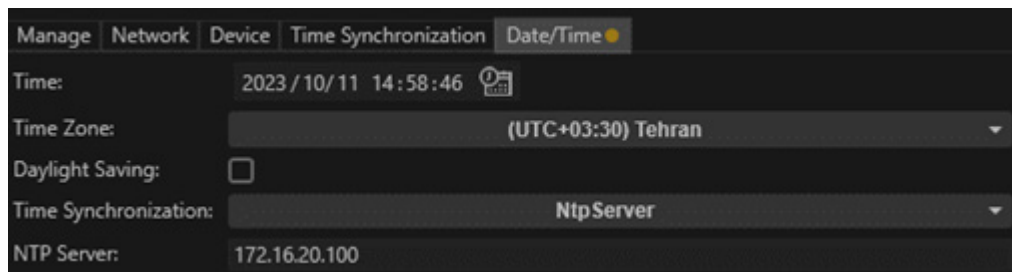 Manage Network Device Time Synchronization Date/Time
Time: 2023/10/11 14:58:46
Time Zone: (UTC+03:30) Tehran
Daylight Saving:
Time Synchronization: NtpServer
NTP Server: 172.16.20.100